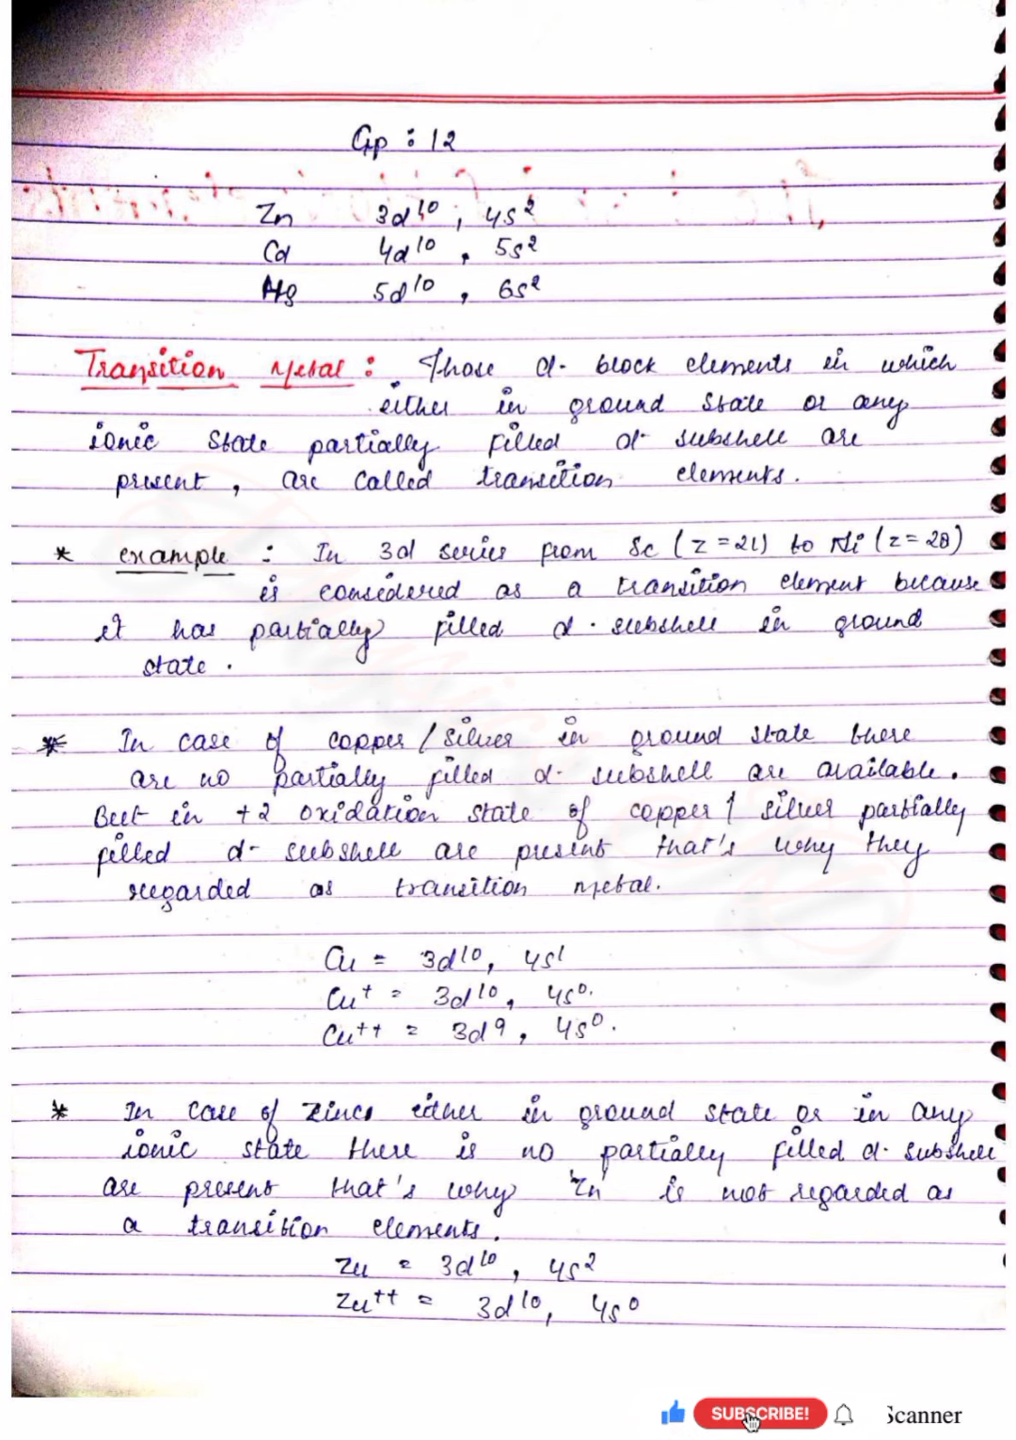 Gp : 12
Zn 3d¹⁰, 4s²
Cd 4d¹⁰, 5s²
Hg 5d¹⁰, 6s²
Transition Metal : Those d- block elements in which
either in ground state or any
ionic state partially filled d- subshell are
present, are called transition elements.
* example : In 3d series from Sc (z=21) to Ni (z=28)
is considered as a transition element because
it has partially filled d- subshell in ground
state.
* In case of copper / silver in ground state there
are no partially filled d- subshell are available.
But in +2 oxidation state of copper / silver partially
filled d- subshell are present that's why they
regarded as transition metal.
Cu = 3d¹⁰, 4s¹
Cu⁺ = 3d¹⁰, 4s⁰.
Cu⁺⁺ = 3d⁹, 4s⁰.
* In case of zincs either in ground state or in any
ionic state there is no partially filled d- subshell
are present that's why 'Zn' is not regarded as
a transition elements.
Zn = 3d¹⁰, 4s²
Zn⁺⁺ = 3d¹⁰, 4s⁰
SUBSCRIBE! Scanner